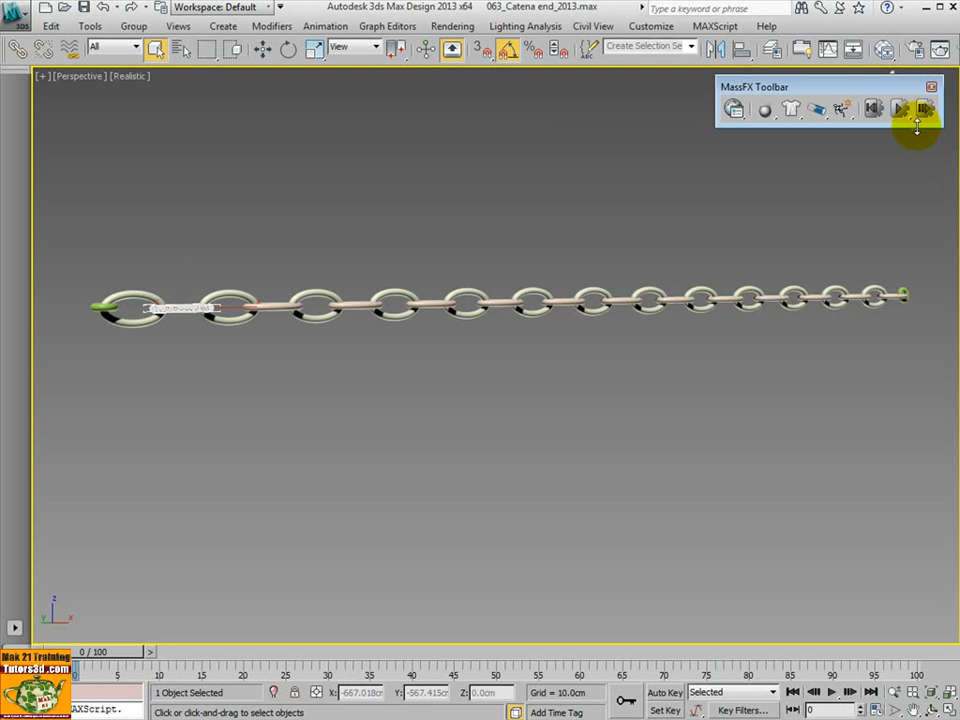 Workspace: Default
Autodesk 3ds Max Design 2013 x64
063_Catena end_2013.max
Type a keyword or phrase
3DS
Edit Tools Group Views Create Modifiers Animation Graph Editors Rendering Lighting Analysis Civil View Customize MAXScript Help
All
View
3
%
Create Selection Se
[+] [Perspective] [Realistic]
MassFX Toolbar
z
y x
Mak 21 Training
Tutors3d.com
0 / 100
5 10 15 20 25 30 35 40 45 50 55 60 65 70 75 80 85 90 95 100
1 Object Selected
X: -667.018cm Y: -567.415cm Z: 0.0cm
Grid = 10.0cm
Auto Key
Selected
AXScript.
Click or click-and-drag to select objects
Add Time Tag
Set Key
Key Filters...
0